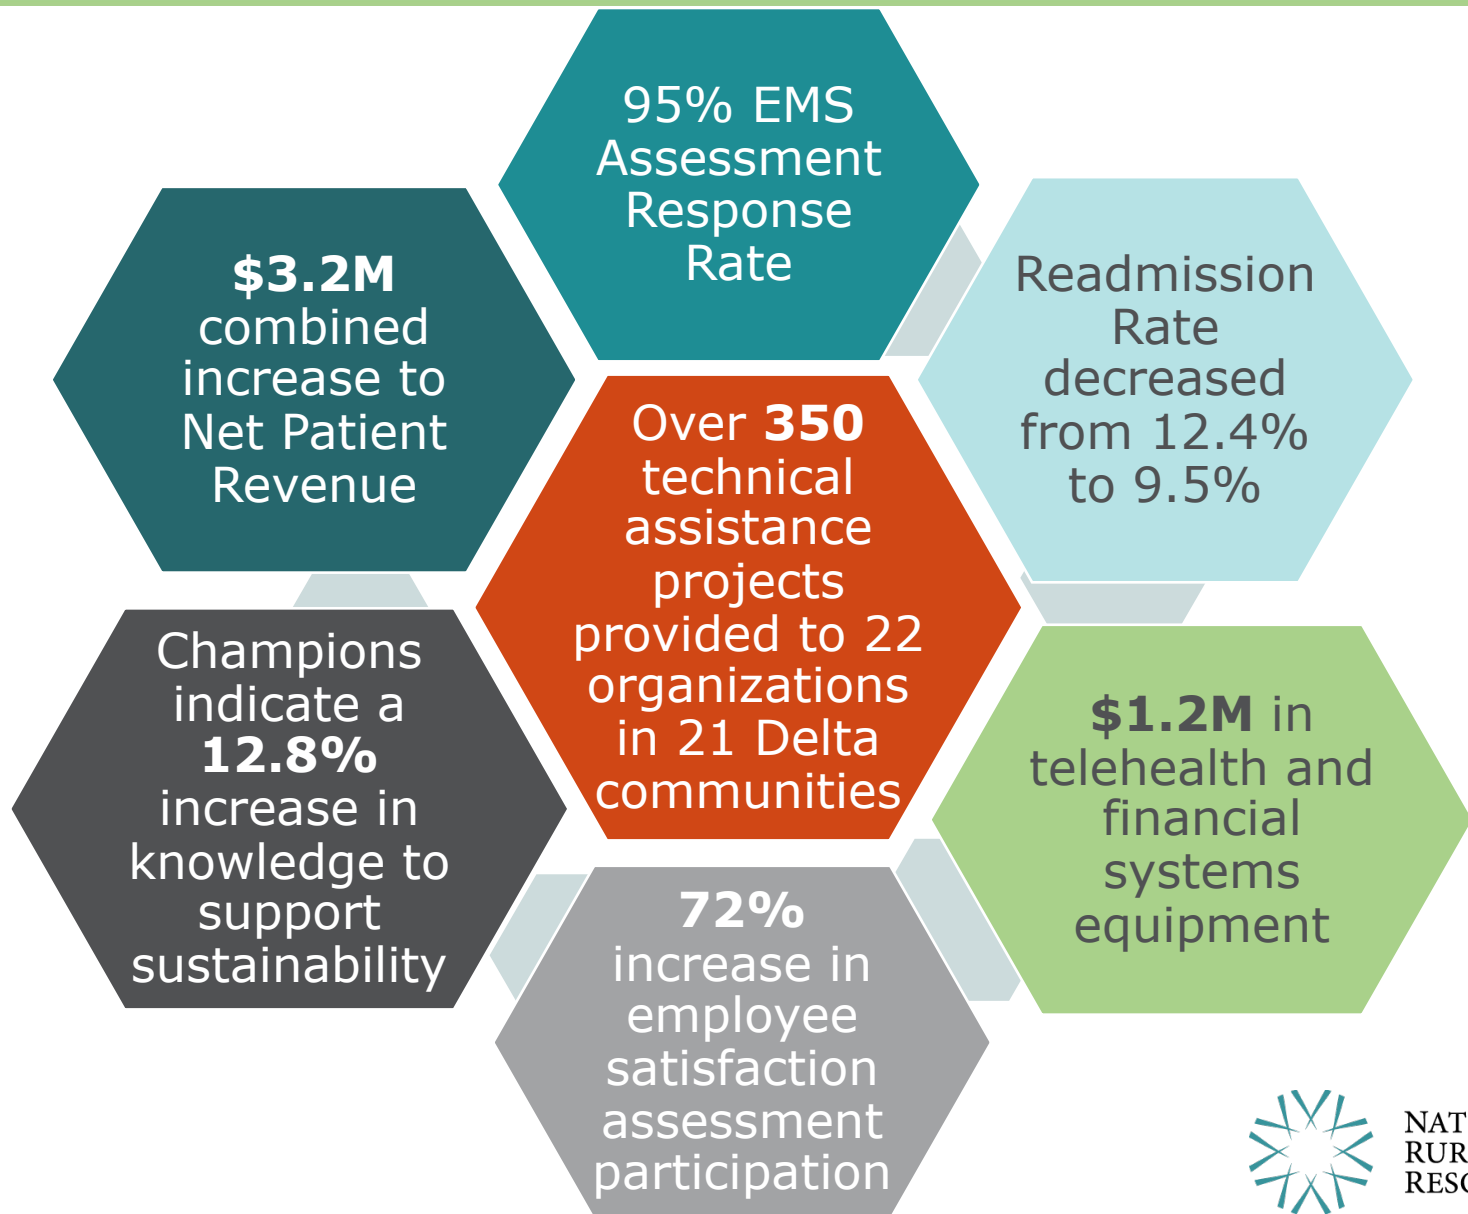 95% EMS
Assessment
Response
Rate
$3.2M
combined
increase to
Net Patient
Revenue
Readmission
Rate
decreased
from 12.4%
to 9.5%
Over 350
technical
assistance
projects
provided to 22
organizations
in 21 Delta
communities
Champions
indicate a
12.8%
increase in
knowledge to
support
sustainability
$1.2M in
telehealth and
financial
systems
equipment
72%
increase in
employee
satisfaction
assessment
participation
NAT
RUR
RESO